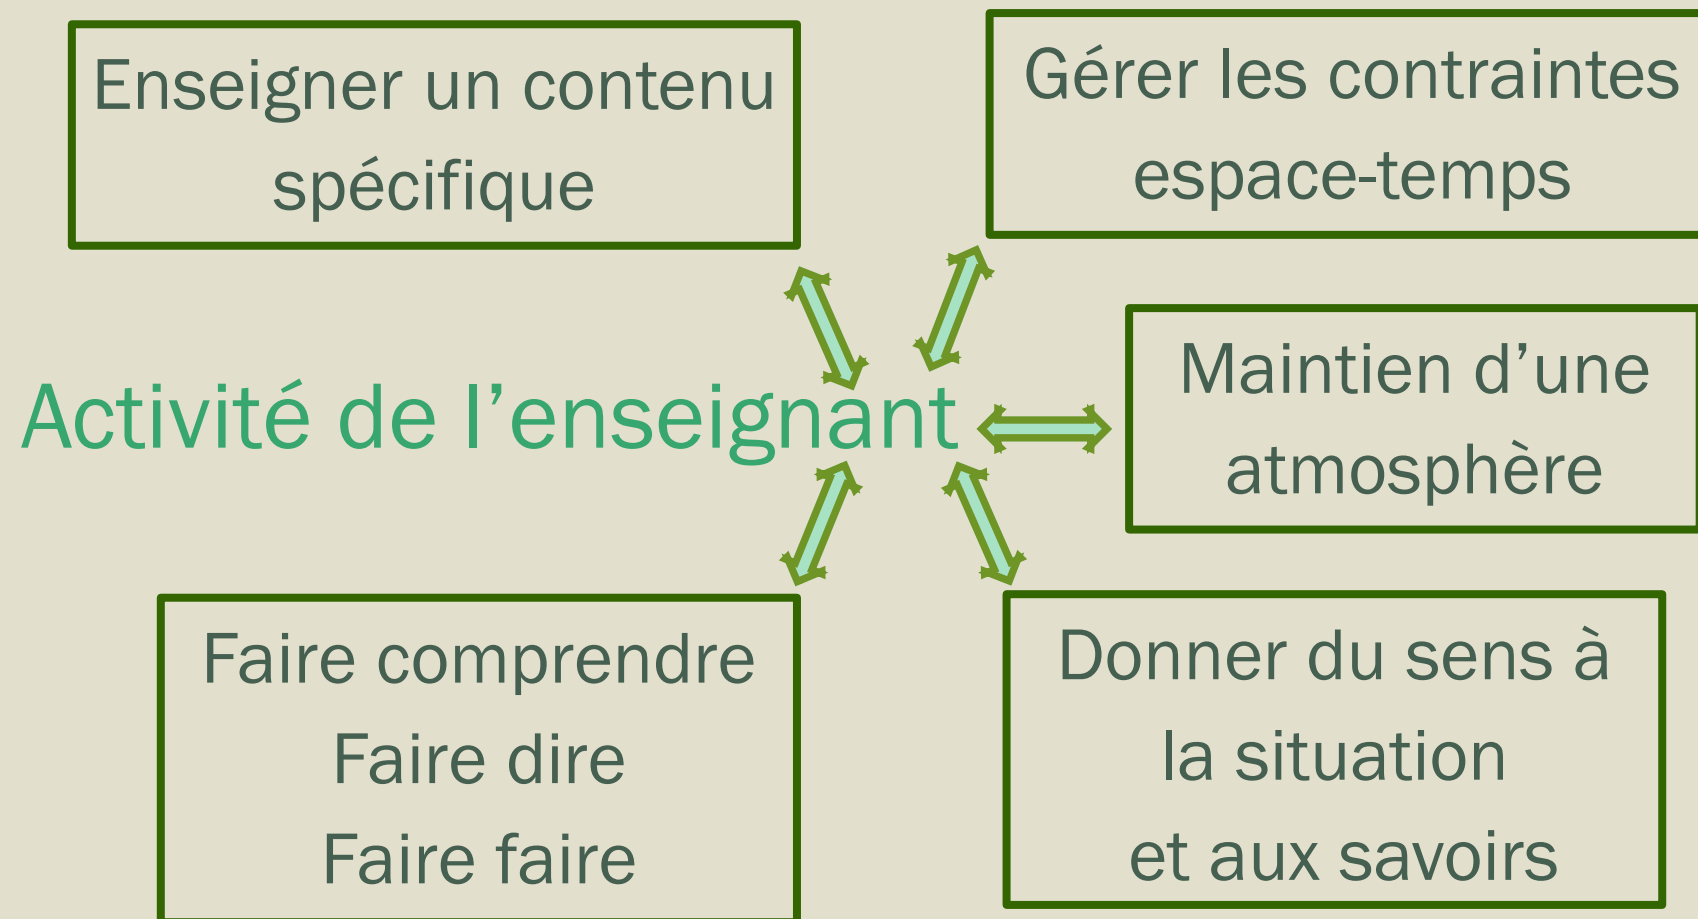 Enseigner un contenu
spécifique
Gérer les contraintes
espace-temps
Activité de l’enseignant
Maintien d’une
atmosphère
Faire comprendre
Faire dire
Faire faire
Donner du sens à
la situation
et aux savoirs